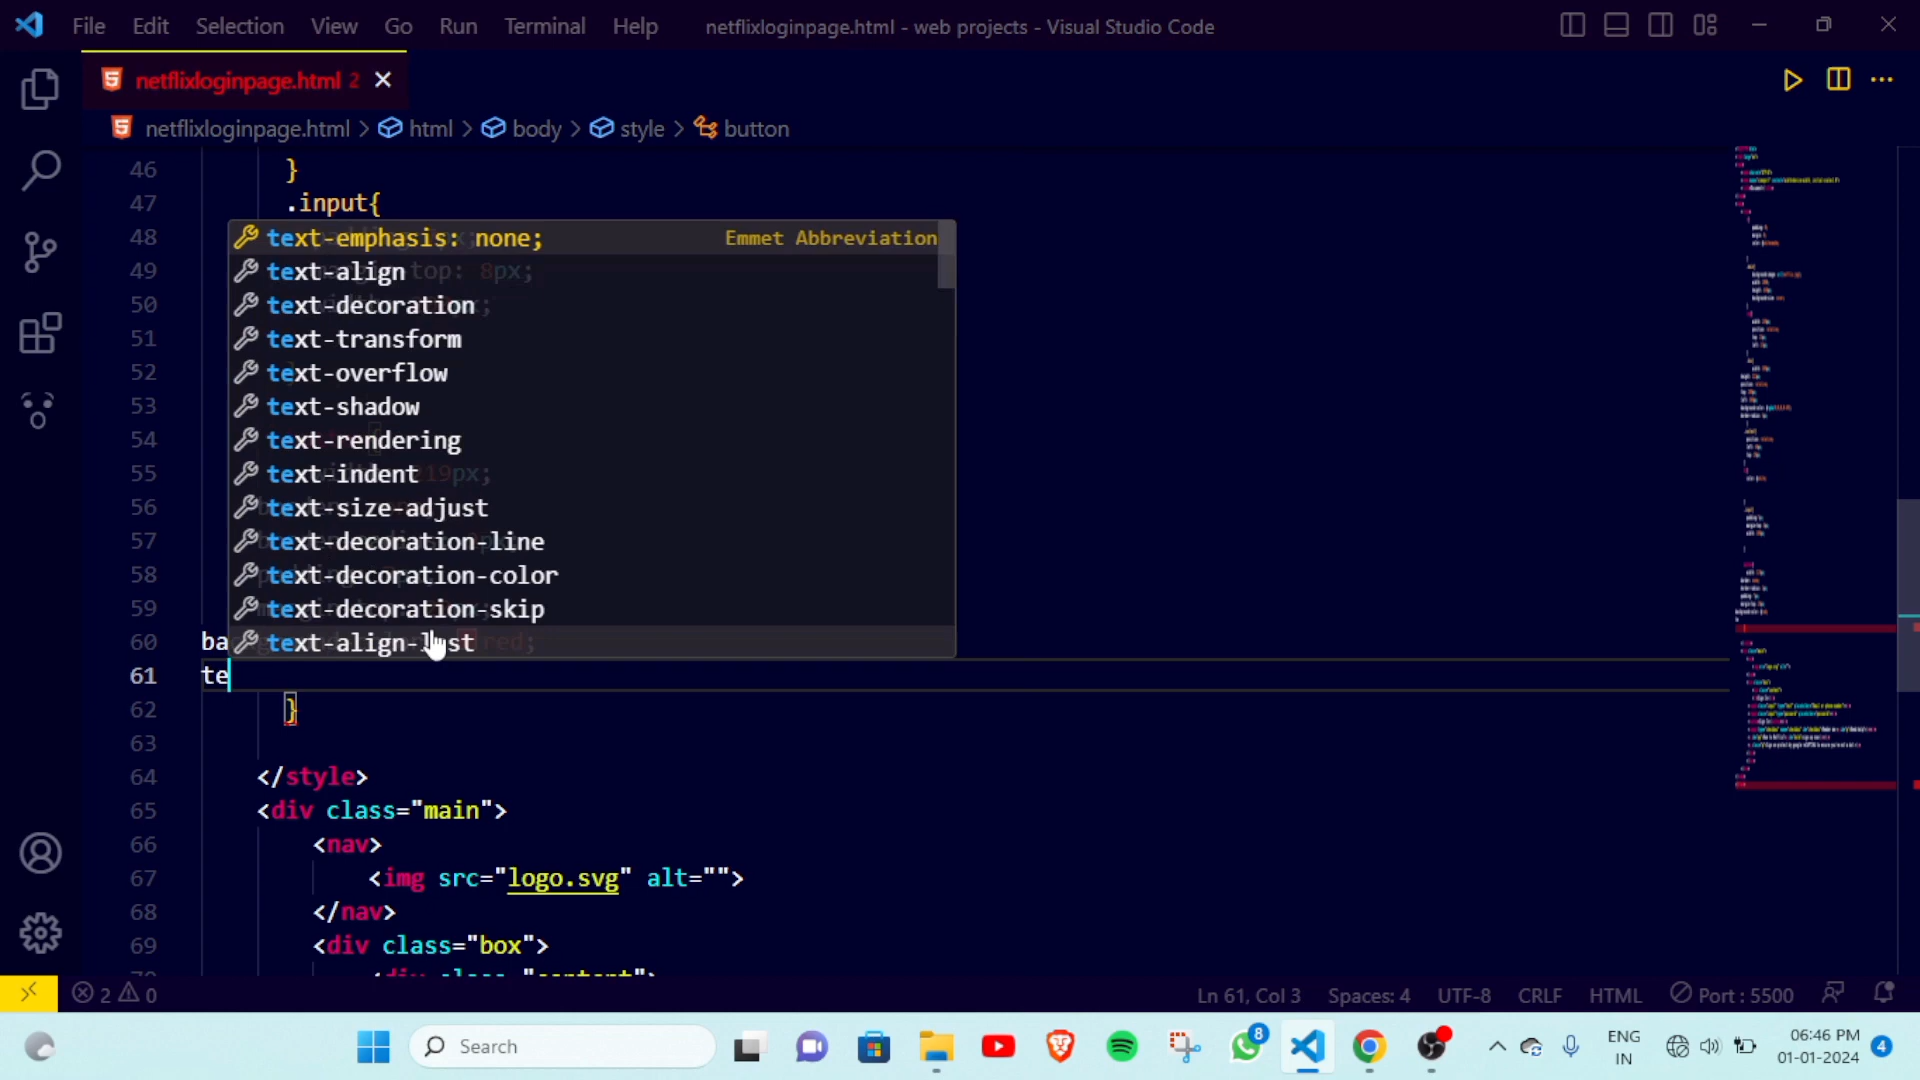 File Edit Selection View Go Run Terminal Help netflixloginpage.html - web projects - Visual Studio Code
netflixloginpage.html 2
netflixloginpage.html > html > body > style > button
46 }
47 .input{
48 text-emphasis: none; Emmet Abbreviation
49 text-align
50 text-decoration
51 text-transform
52 text-overflow
53 text-shadow
54 text-rendering
55 text-indent
56 text-size-adjust
57 text-decoration-line
58 text-decoration-color
59 text-decoration-skip
60 ba text-align-last red;
61 te
62 }
63
64 </style>
65 <div class="main">
66 <nav>
67 <img src="logo.svg" alt="">
68 </nav>
69 <div class="box">
2 0 Ln 61, Col 3 Spaces: 4 UTF-8 CRLF HTML Port : 5500
Search 8 ENG 06:46 PM
IN 01-01-2024 4